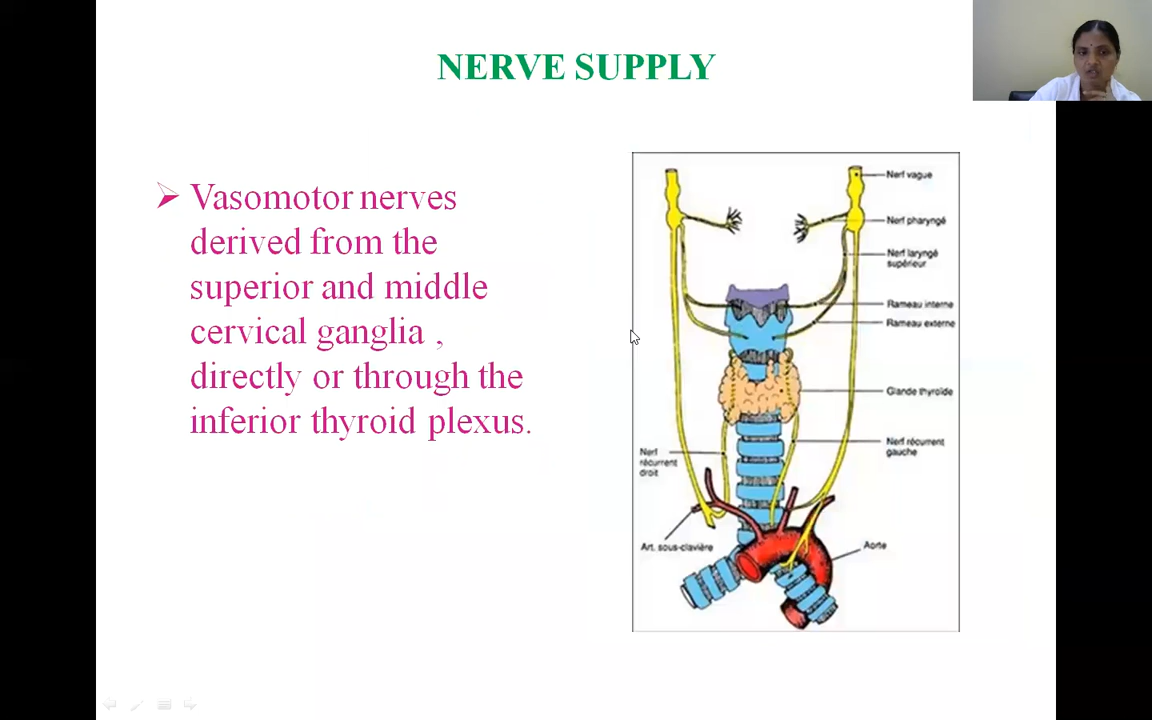 NERVE SUPPLY
Vasomotor nerves
derived from the
superior and middle
cervical ganglia ,
directly or through the
inferior thyroid plexus.
Nerf vague
Nerf pharyngé
Nerf laryngé
supérieur
Rameau interne
Rameau externe
Glande thyroïde
Nerf récurrent
gauche
Nerf
récurrent
droit
Art. sous-clavière
Aorte